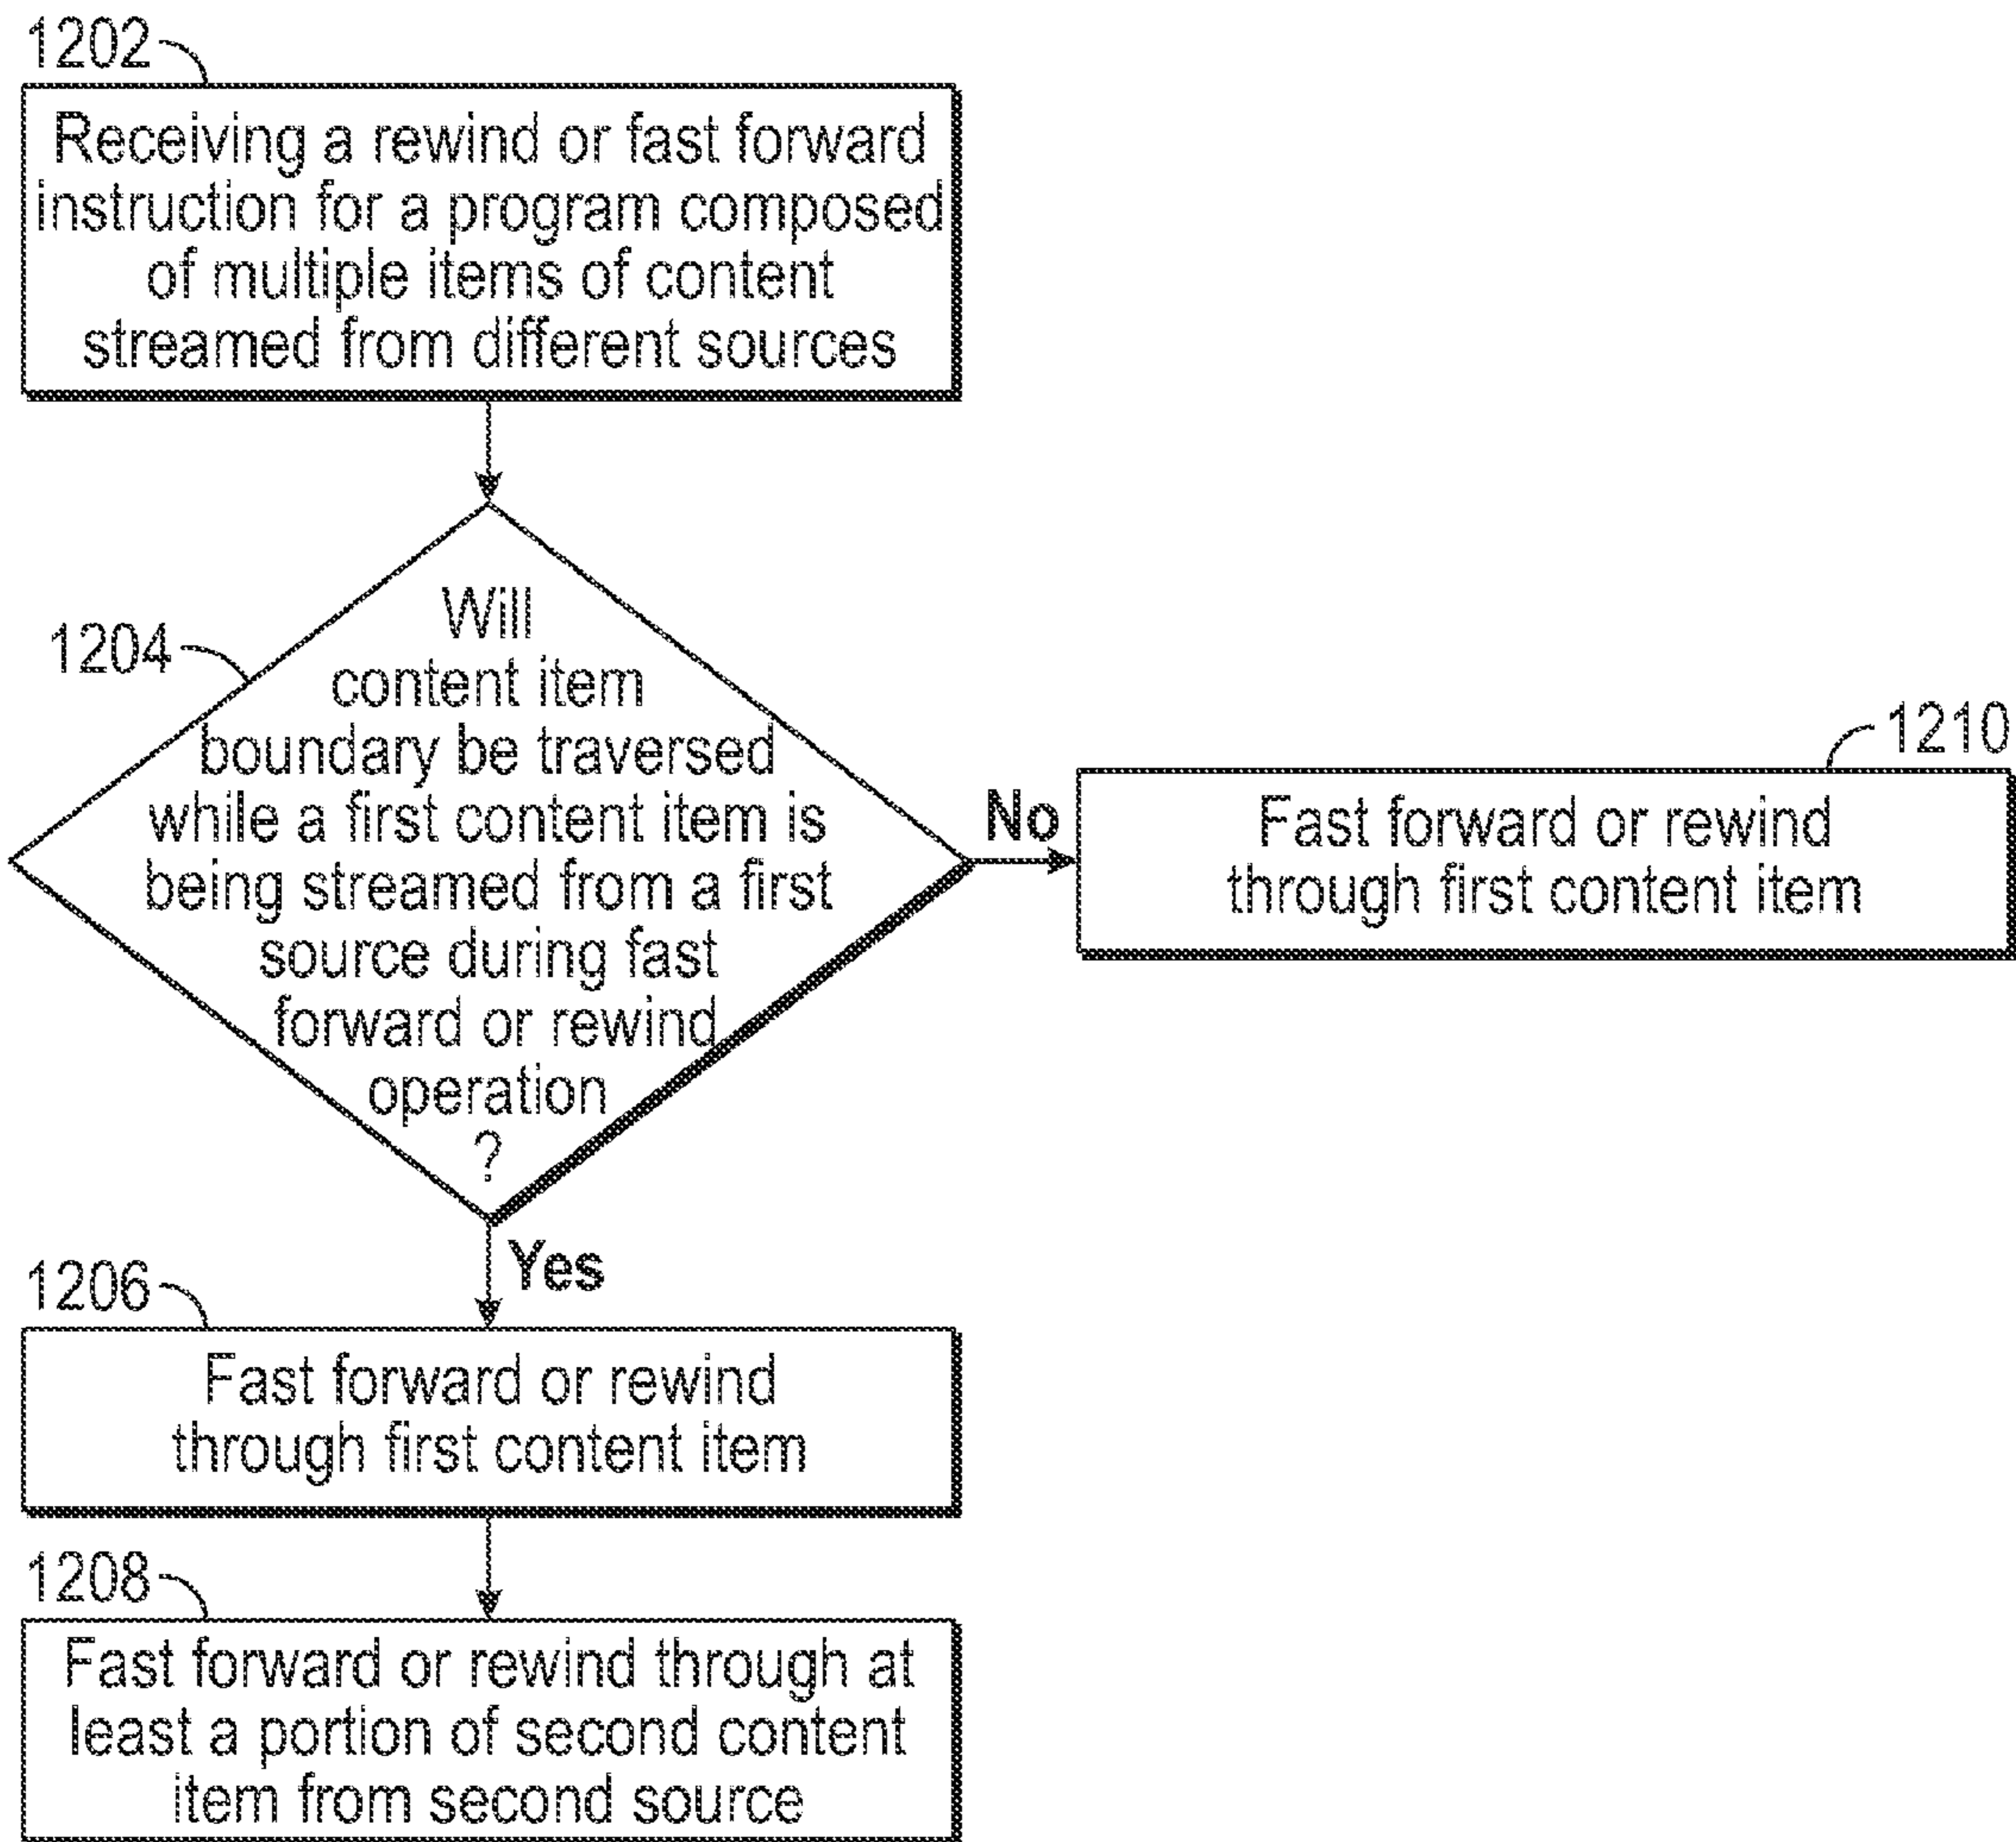 1202
Receiving a rewind or fast forward
instruction for a program composed
of multiple items of content
streamed from different sources
1204
Will
content item
boundary be traversed
while a first content item is
being streamed from a first
source during fast
forward or rewind
operation
?
No
1210
Fast forward or rewind
through first content item
Yes
1206
Fast forward or rewind
through first content item
1208
Fast forward or rewind through at
least a portion of second content
item from second source